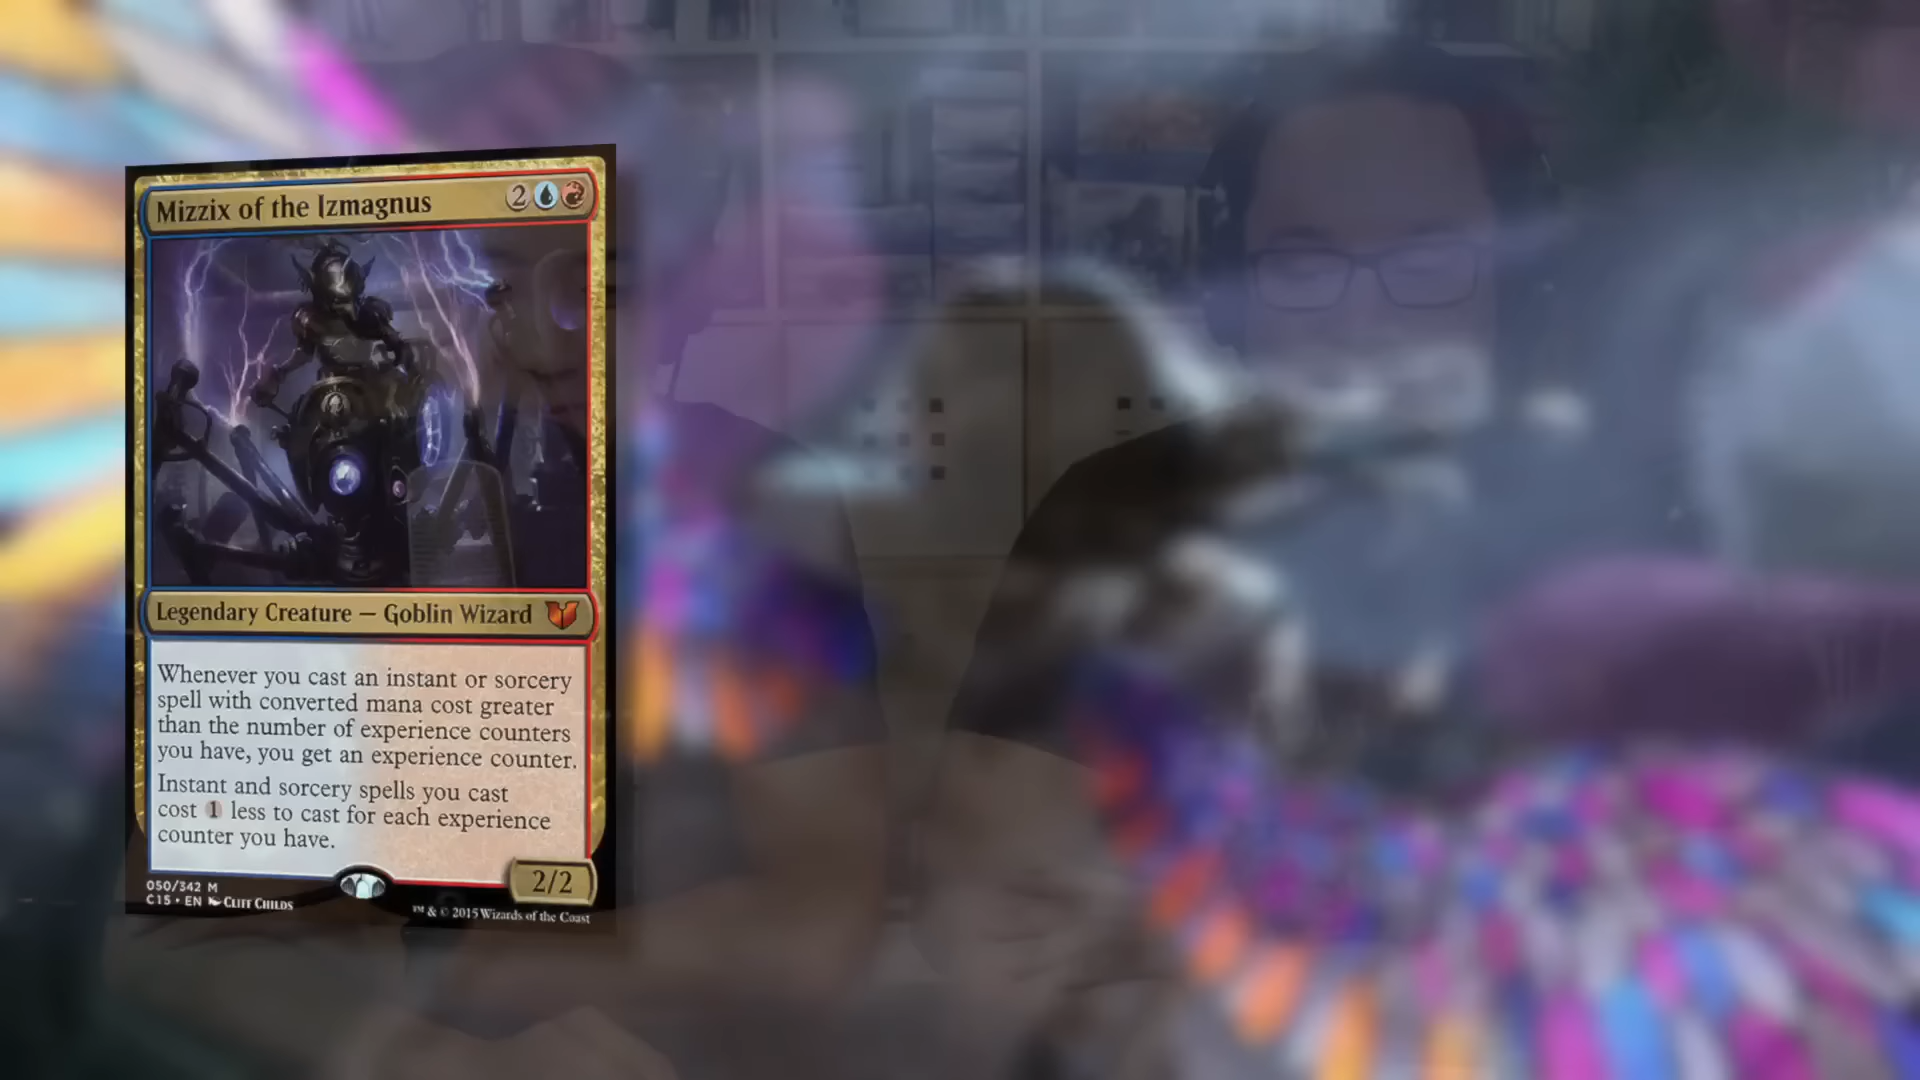 Mizzix of the Izmagnus 2
Legendary Creature — Goblin Wizard
Whenever you cast an instant or sorcery
spell with converted mana cost greater
than the number of experience counters
you have, you get an experience counter.
Instant and sorcery spells you cast
cost 1 less to cast for each experience
counter you have.
2/2
050/342 M
C15 • EN CLIFF CHILDS
™ & © 2015 Wizards of the Coast